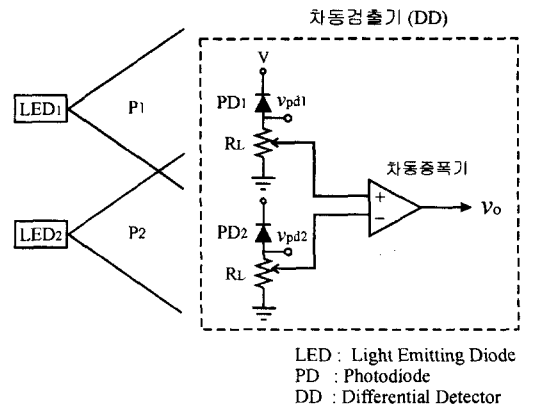 차동검출기 (DD)
V
PD1 vpd1
LED1
P1
RL
차동증폭기
+
−
vo
LED2
P2
PD2 vpd2
RL
LED : Light Emitting Diode
PD : Photodiode
DD : Differential Detector